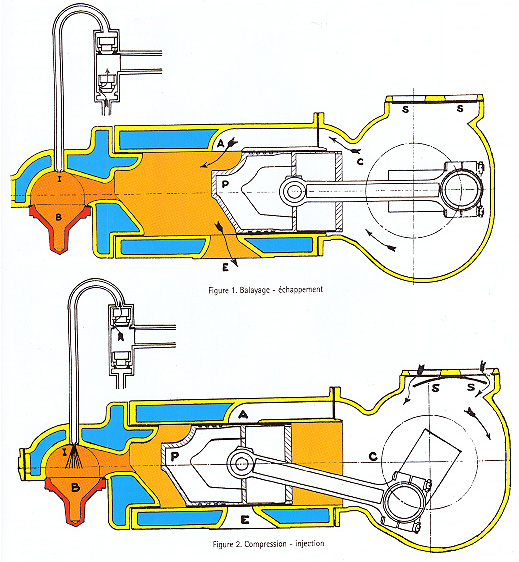 S S
A
C
I
P
B
E
Figure 1. Balayage - échappement
A
S S
I
P
C
B
E
Figure 2. Compression - injection